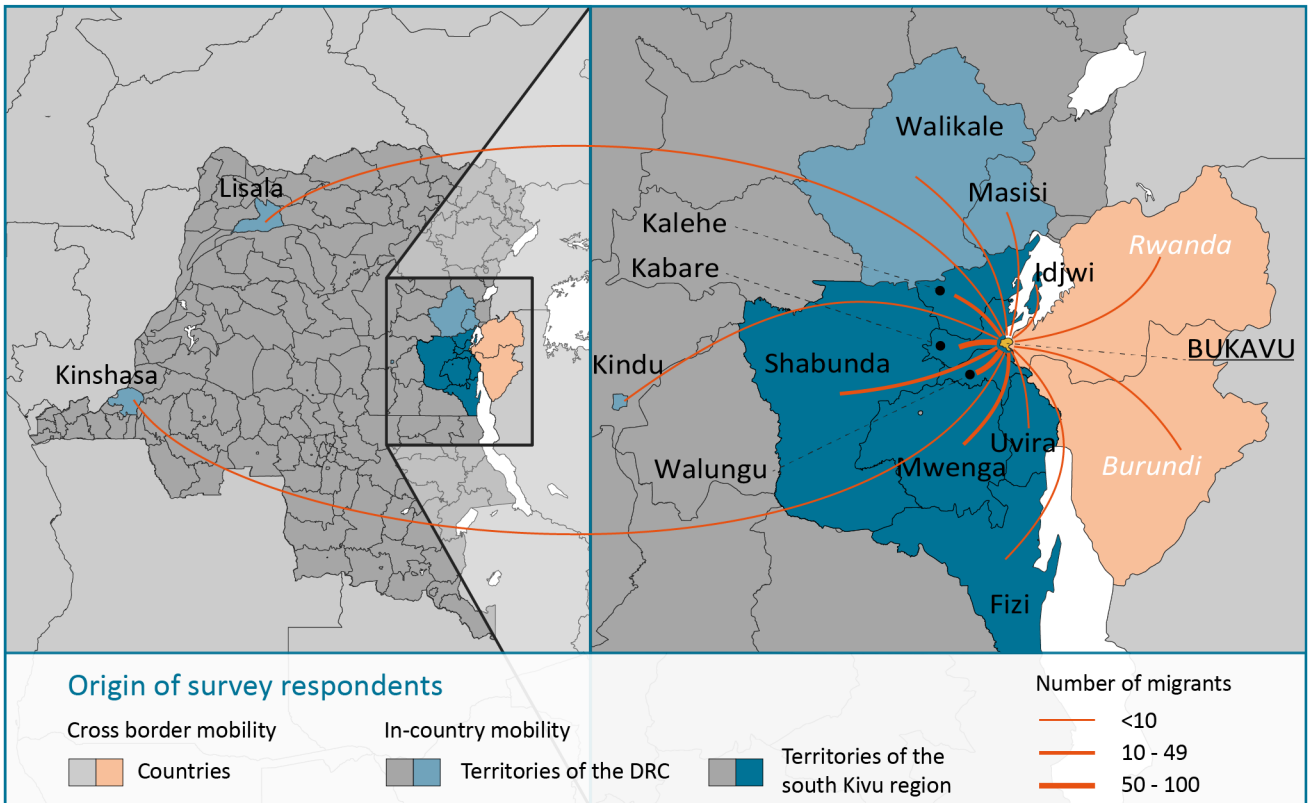 Lisala
Kinshasa
Walikale
Masisi
Kalehe
Kabare
Idjwi
Rwanda
BUKAVU
Kindu
Shabunda
Uvira
Walungu
Mwenga
Burundi
Fizi
Origin of survey respondents
Cross border mobility
Countries
In-country mobility
Territories of the DRC
Territories of the
south Kivu region
Number of migrants
<10
10 - 49
50 - 100